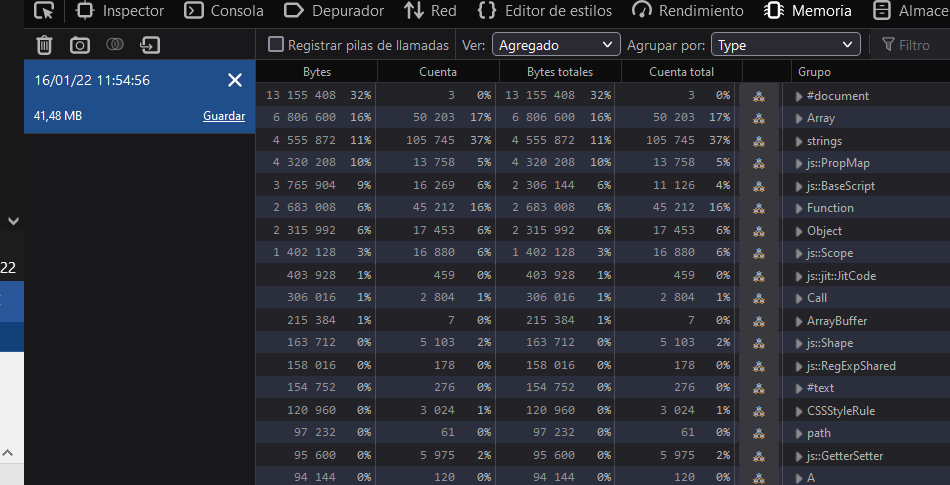 Inspector Consola Depurador Red Editor de estilos Rendimiento Memoria Almace
Registrar pilas de llamadas Ver: Agregado Agrupar por: Type Filtro
16/01/22 11:54:56
41,48 MB Guardar
22
Bytes Cuenta Bytes totales Cuenta total Grupo
13 155 408 32% 3 0% 13 155 408 32% 3 0% #document
6 806 600 16% 50 203 17% 6 806 600 16% 50 203 17% Array
4 555 872 11% 105 745 37% 4 555 872 11% 105 745 37% strings
4 320 208 10% 13 758 5% 4 320 208 10% 13 758 5% js::PropMap
3 765 904 9% 16 269 6% 2 306 144 6% 11 126 4% js::BaseScript
2 683 008 6% 45 212 16% 2 683 008 6% 45 212 16% Function
2 315 992 6% 17 453 6% 2 315 992 6% 17 453 6% Object
1 402 128 3% 16 880 6% 1 402 128 3% 16 880 6% js::Scope
403 928 1% 459 0% 403 928 1% 459 0% js::jit::JitCode
306 016 1% 2 804 1% 306 016 1% 2 804 1% Call
215 384 1% 7 0% 215 384 1% 7 0% ArrayBuffer
163 712 0% 5 103 2% 163 712 0% 5 103 2% js::Shape
158 016 0% 178 0% 158 016 0% 178 0% js::RegExpShared
154 752 0% 276 0% 154 752 0% 276 0% #text
120 960 0% 3 024 1% 120 960 0% 3 024 1% CSSStyleRule
97 232 0% 61 0% 97 232 0% 61 0% path
95 600 0% 5 975 2% 95 600 0% 5 975 2% js::GetterSetter
94 144 0% 120 0% 94 144 0% 120 0% A